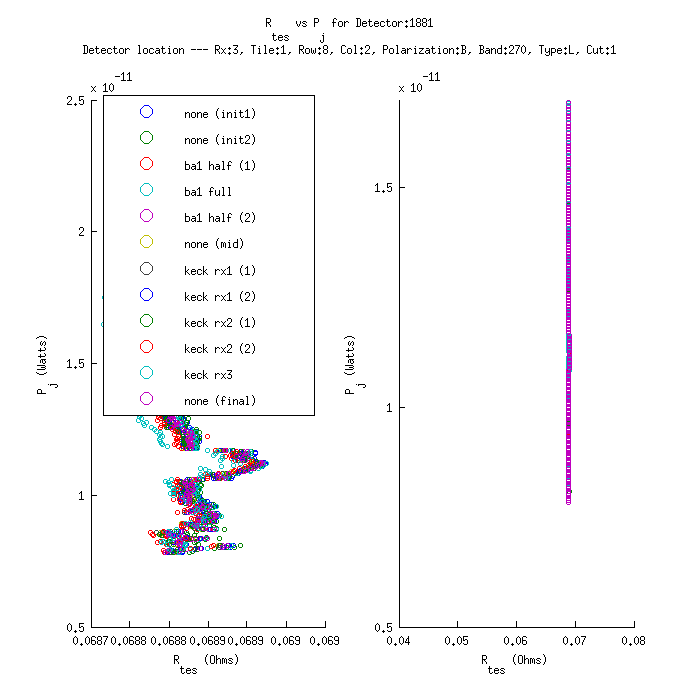 R    vs P  for Detector:1881
tes     j
Detector location --- Rx:3, Tile:1, Row:8, Col:2, Polarization:B, Band:270, Type:L, Cut:1
x 10^-11
2.5
2
1.5
1
0.5
P_j (Watts)
none (init1)
none (init2)
ba1 half (1)
ba1 full
ba1 half (2)
none (mid)
keck rx1 (1)
keck rx1 (2)
keck rx2 (1)
keck rx2 (2)
keck rx3
none (final)
0.0687 0.0688 0.0688 0.0689 0.0689 0.069 0.069
R_tes (Ohms)
x 10^-11
1.5
1
0.5
P_j (Watts)
0.04 0.05 0.06 0.07 0.08
R_tes (Ohms)